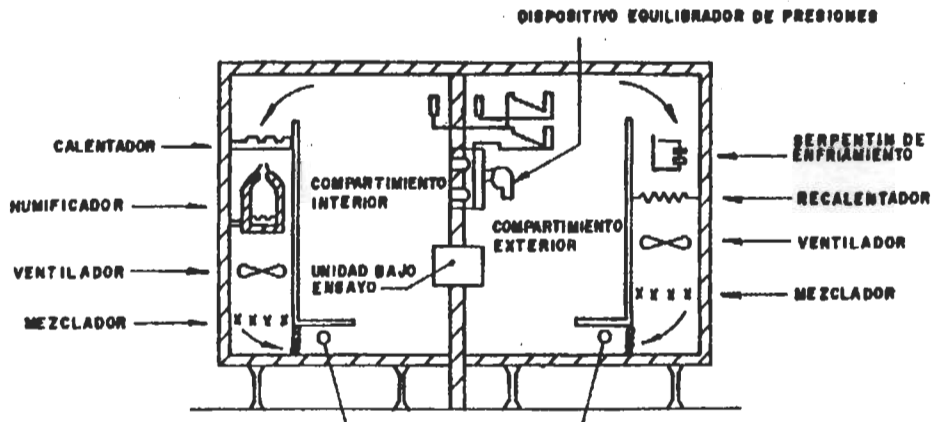 DISPOSITIVO EQUILIBRADOR DE PRESIONES
CALENTADOR
HUMIFICADOR
VENTILADOR
MEZCLADOR
COMPARTIMIENTO
INTERIOR
UNIDAD BAJO
ENSAYO
COMPARTIMIENTO
EXTERIOR
SERPENTIN DE
ENFRIAMIENTO
RECALENTADOR
VENTILADOR
MEZCLADOR